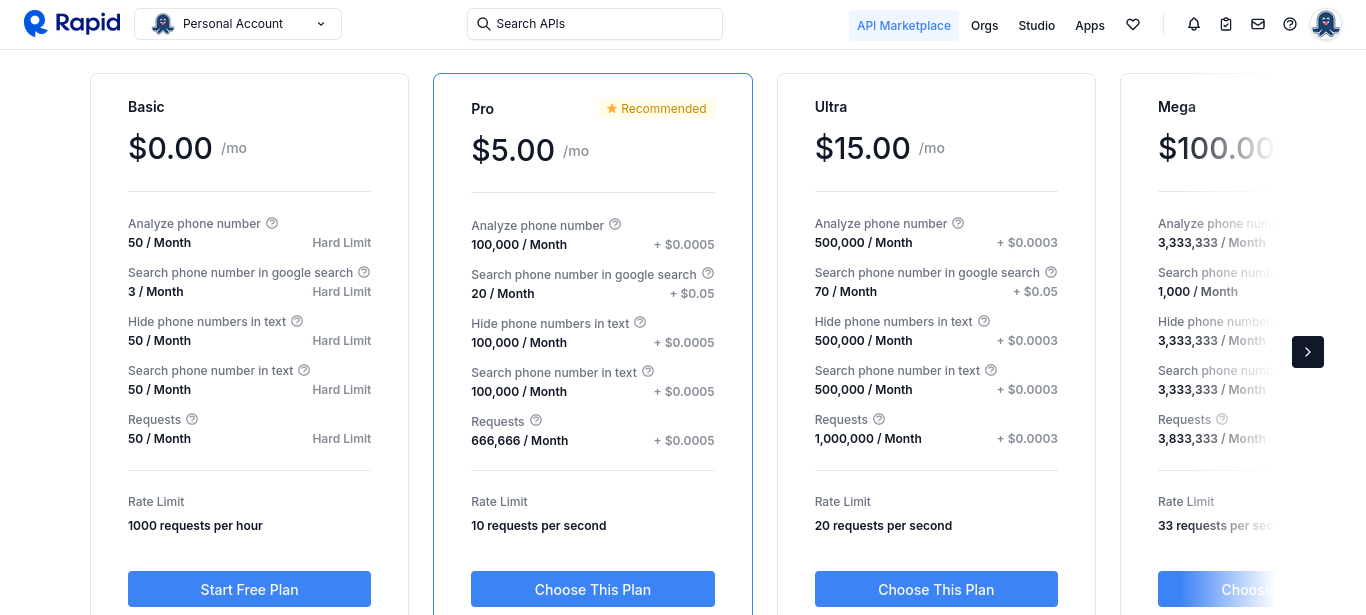 Rapid
Personal Account
Search APIs
API Marketplace
Orgs
Studio
Apps
Basic
$0.00 /mo
Analyze phone number
50 / Month Hard Limit
Search phone number in google search
3 / Month Hard Limit
Hide phone numbers in text
50 / Month Hard Limit
Search phone number in text
50 / Month Hard Limit
Requests
50 / Month Hard Limit
Rate Limit
1000 requests per hour
Start Free Plan
Pro
Recommended
$5.00 /mo
Analyze phone number
100,000 / Month + $0.0005
Search phone number in google search
20 / Month + $0.05
Hide phone numbers in text
100,000 / Month + $0.0005
Search phone number in text
100,000 / Month + $0.0005
Requests
666,666 / Month + $0.0005
Rate Limit
10 requests per second
Choose This Plan
Ultra
$15.00 /mo
Analyze phone number
500,000 / Month + $0.0003
Search phone number in google search
70 / Month + $0.05
Hide phone numbers in text
500,000 / Month + $0.0003
Search phone number in text
500,000 / Month + $0.0003
Requests
1,000,000 / Month + $0.0003
Rate Limit
20 requests per second
Choose This Plan
Mega
$100.00
Analyze phone num
3,333,333 / Month
Search phone numb
1,000 / Month
Hide phone number
3,333,333 / Month
Search phone numb
3,333,333 / Month
Requests
3,833,333 / Month
Rate Limit
33 requests per sec
Choose